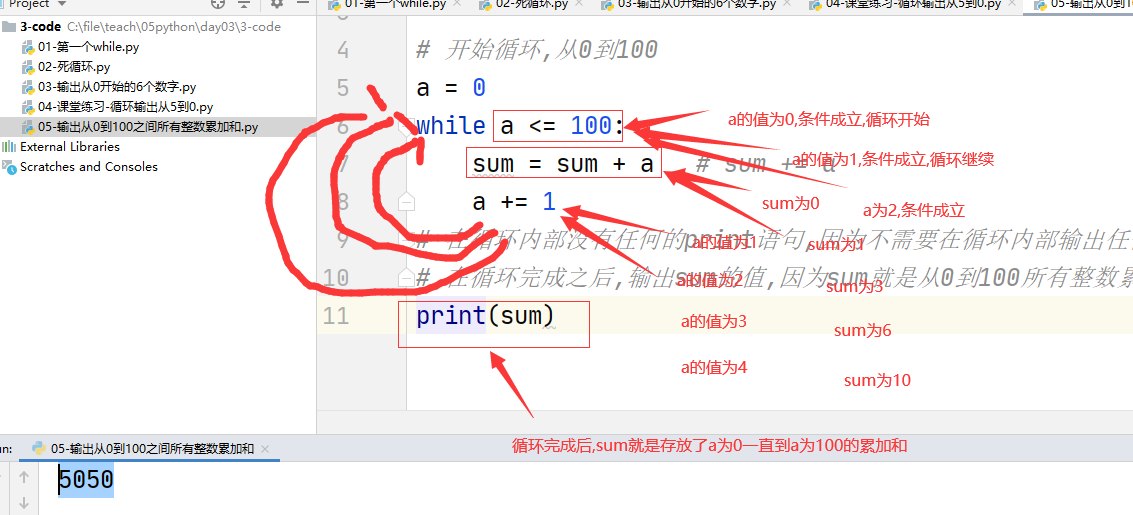 Project
01-第一个while.py
02-死循环.py
03-输出从0开始的6个数字.py
04-课堂练习-循环输出从5到0.py
05-输出从0到10
3-code C:\file\teach\05python\day03\3-code
01-第一个while.py
02-死循环.py
03-输出从0开始的6个数字.py
04-课堂练习-循环输出从5到0.py
05-输出从0到100之间所有整数累加和.py
External Libraries
Scratches and Consoles
4 # 开始循环,从0到100
5 a = 0
6 while a <= 100:
a的值为0,条件成立,循环开始
a的值为1,条件成立,循环继续
7 sum = sum + a # sum += a
sum为0
a为2,条件成立
8 a += 1
9 # 在循环内部没有任何的print语句,因为不需要在循环内部输出任
a的值为1
sum为1
10 # 在循环完成之后,输出sum的值,因为sum就是从0到100所有整数累
a的值为2
sum为3
11 print(sum)
a的值为3
sum为6
a的值为4
sum为10
循环完成后,sum就是存放了a为0一直到a为100的累加和
05-输出从0到100之间所有整数累加和
5050